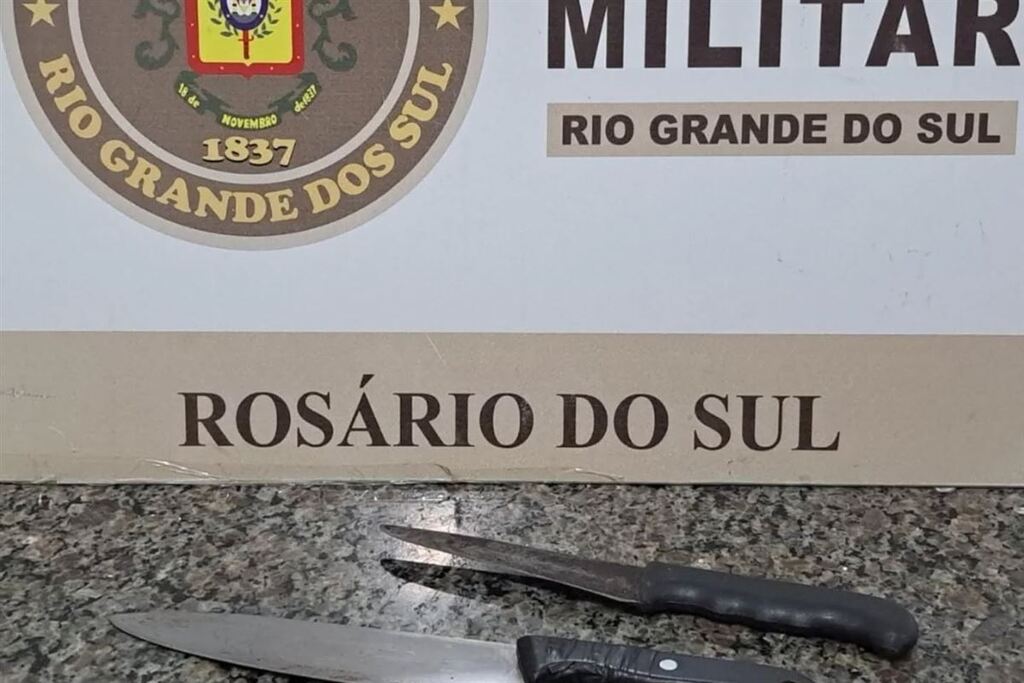 18 de NOVEMBRO de 1837
1837
RIO GRANDE DOS SUL
MILITAR
RIO GRANDE DO SUL
ROSÁRIO DO SUL